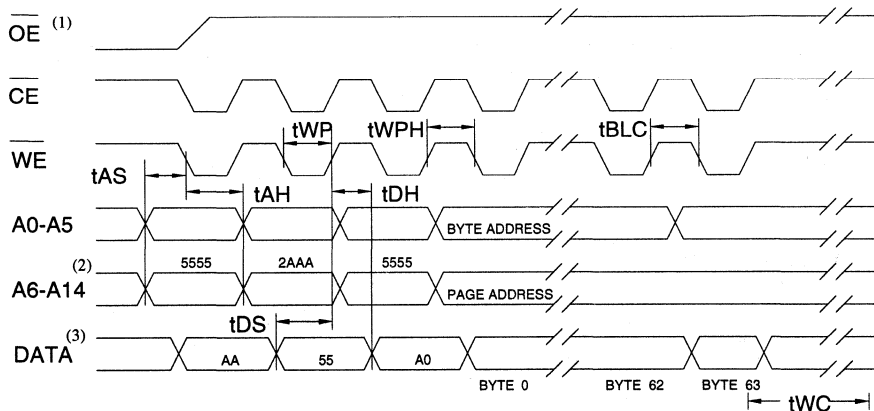 OE (1)
CE
tWP tWPH tBLC
WE
tAS tAH tDH
A0-A5 BYTE ADDRESS
5555 2AAA 5555
(2)
A6-A14 PAGE ADDRESS
tDS
DATA (3) AA 55 A0
BYTE 0 BYTE 62 BYTE 63
tWC